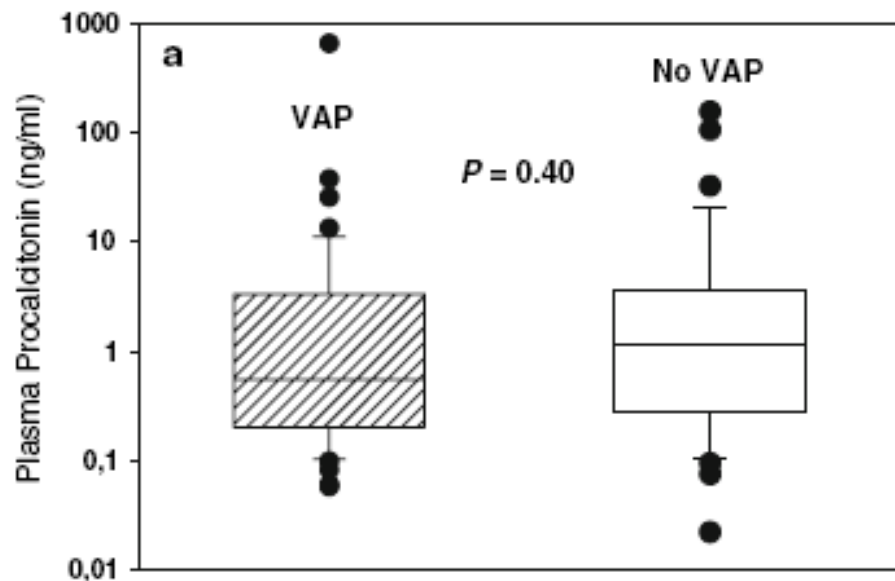 1000
a
No VAP
VAP
100
P = 0.40
10
1
0,1
0,01
Plasma Procalcitonin (ng/ml)